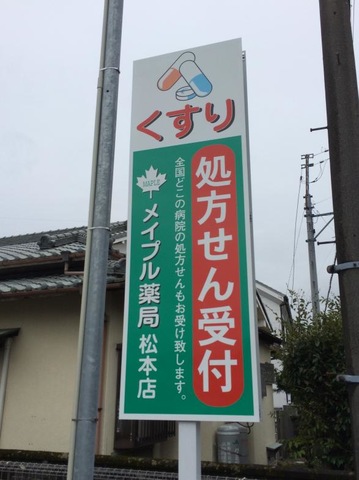 くすり
処方せん受付
全国どこの病院の処方せんもお受け致します。
MAPLE
メイプル薬局 松本店